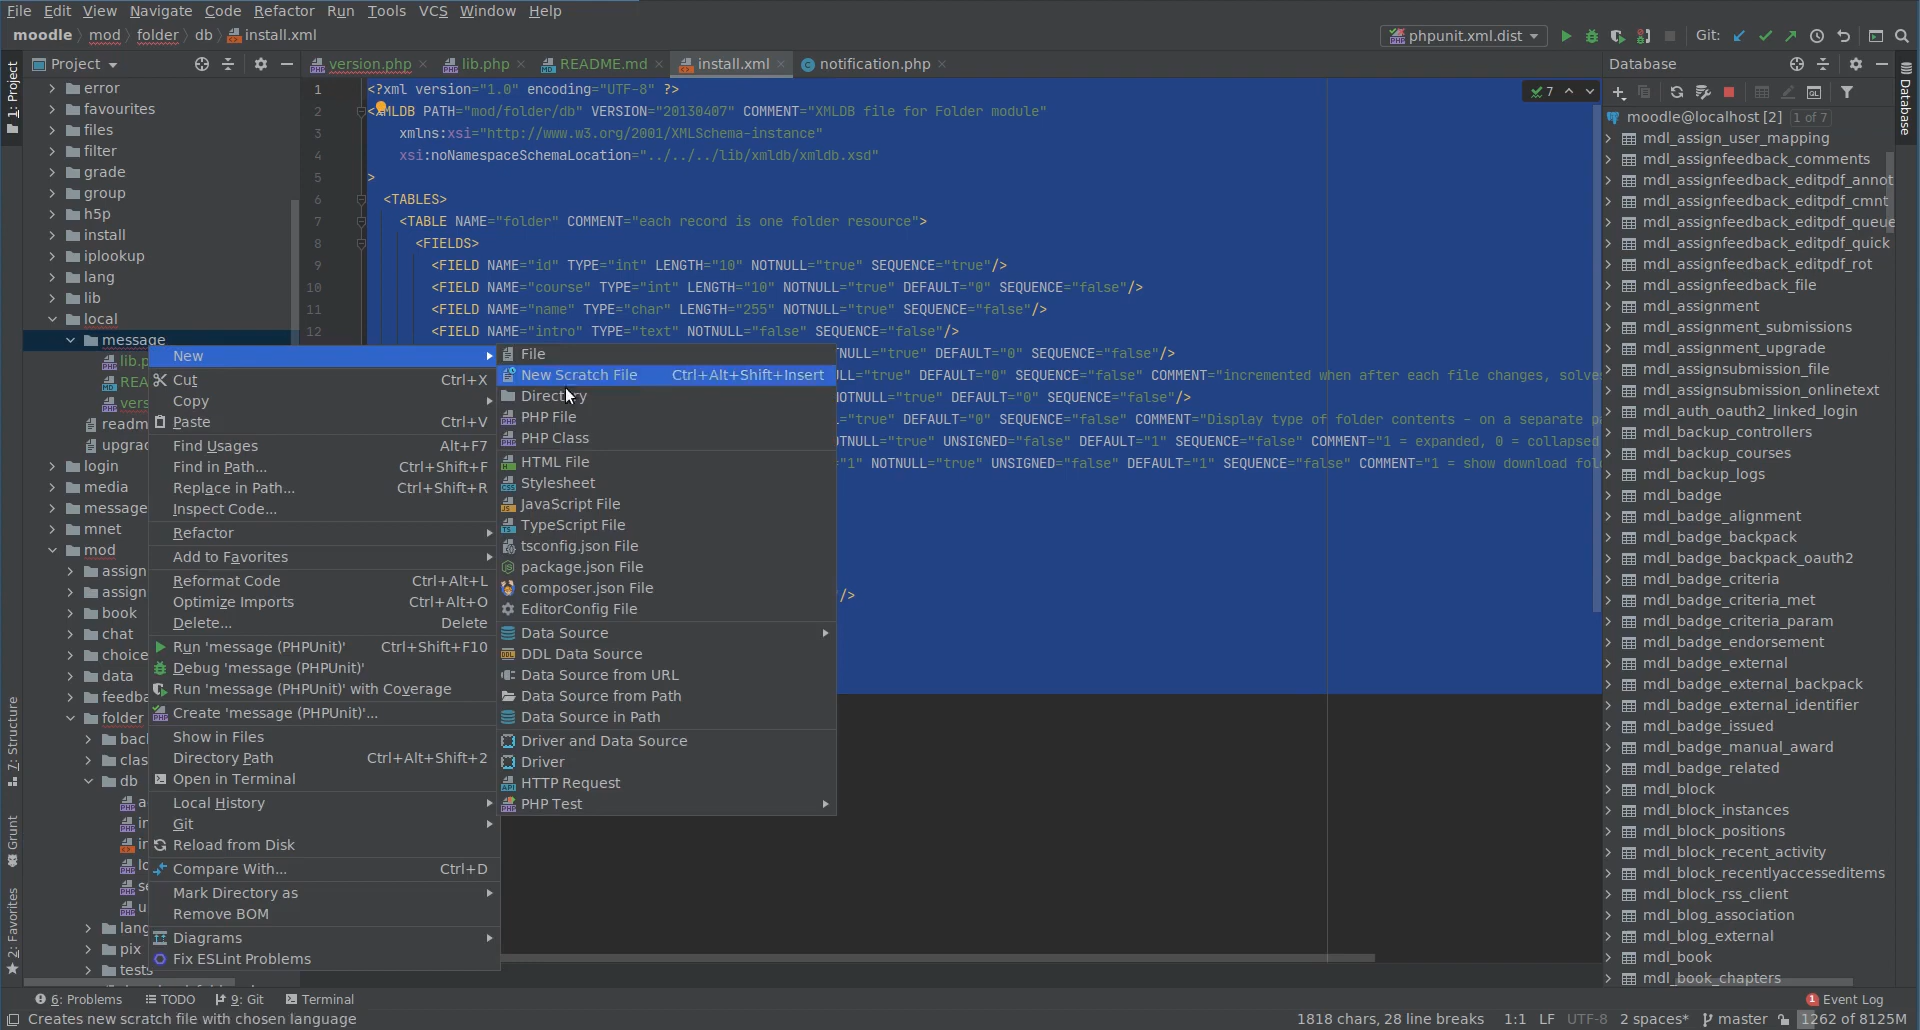 File Edit View Navigate Code Refactor Run Tools VCS Window Help
moodle mod folder db install.xml
phpunit.xml.dist Git:
Project
version.php lib.php README.md install.xml notification.php
Database
1: Project
Database
error
favourites
files
filter
grade
group
h5p
install
iplookup
lang
lib
local
message
lib.p
REA
vers
readm
upgra
login
media
message
mnet
mod
assign
assign
book
chat
choice
data
feedba
folder
bac
clas
db
a
in
in
lo
se
u
lang
pix
tests
7: Structure
Grunt
2: Favorites
1 <?xml version="1.0" encoding="UTF-8" ?>
2 <XMLDB PATH="mod/folder/db" VERSION="20130407" COMMENT="XMLDB file for Folder module"
3 xmlns:xsi="http://www.w3.org/2001/XMLSchema-instance"
4 xsi:noNamespaceSchemaLocation="../../../lib/xmldb/xmldb.xsd"
5 >
6 <TABLES>
7 <TABLE NAME="folder" COMMENT="each record is one folder resource">
8 <FIELDS>
9 <FIELD NAME="id" TYPE="int" LENGTH="10" NOTNULL="true" SEQUENCE="true"/>
10 <FIELD NAME="course" TYPE="int" LENGTH="10" NOTNULL="true" DEFAULT="0" SEQUENCE="false"/>
11 <FIELD NAME="name" TYPE="char" LENGTH="255" NOTNULL="true" SEQUENCE="false"/>
12 <FIELD NAME="intro" TYPE="text" NOTNULL="false" SEQUENCE="false"/>
TNULL="true" DEFAULT="0" SEQUENCE="false"/>
LL="true" DEFAULT="0" SEQUENCE="false" COMMENT="incremented when after each file changes, solve
OTNULL="true" DEFAULT="0" SEQUENCE="false"/>
="true" DEFAULT="0" SEQUENCE="false" COMMENT="Display type of folder contents - on a separate p
TNULL="true" UNSIGNED="false" DEFAULT="1" SEQUENCE="false" COMMENT="1 = expanded, 0 = collapsed
"1" NOTNULL="true" UNSIGNED="false" DEFAULT="1" SEQUENCE="false" COMMENT="1 = show download fol
/>
7
New
Cut Ctrl+X
Copy
Paste Ctrl+V
Find Usages Alt+F7
Find in Path... Ctrl+Shift+F
Replace in Path... Ctrl+Shift+R
Inspect Code...
Refactor
Add to Favorites
Reformat Code Ctrl+Alt+L
Optimize Imports Ctrl+Alt+O
Delete... Delete
Run 'message (PHPUnit)' Ctrl+Shift+F10
Debug 'message (PHPUnit)'
Run 'message (PHPUnit)' with Coverage
Create 'message (PHPUnit)'...
Show in Files
Directory Path Ctrl+Alt+Shift+2
Open in Terminal
Local History
Git
Reload from Disk
Compare With... Ctrl+D
Mark Directory as
Remove BOM
Diagrams
Fix ESLint Problems
File
New Scratch File Ctrl+Alt+Shift+Insert
Directory
PHP File
PHP Class
HTML File
Stylesheet
JavaScript File
TypeScript File
tsconfig.json File
package.json File
composer.json File
EditorConfig File
Data Source
DDL Data Source
Data Source from URL
Data Source from Path
Data Source in Path
Driver and Data Source
Driver
HTTP Request
PHP Test
moodle@localhost [2] 1 of 7
mdl_assign_user_mapping
mdl_assignfeedback_comments
mdl_assignfeedback_editpdf_annot
mdl_assignfeedback_editpdf_cmnt
mdl_assignfeedback_editpdf_queue
mdl_assignfeedback_editpdf_quick
mdl_assignfeedback_editpdf_rot
mdl_assignfeedback_file
mdl_assignment
mdl_assignment_submissions
mdl_assignment_upgrade
mdl_assignsubmission_file
mdl_assignsubmission_onlinetext
mdl_auth_oauth2_linked_login
mdl_backup_controllers
mdl_backup_courses
mdl_backup_logs
mdl_badge
mdl_badge_alignment
mdl_badge_backpack
mdl_badge_backpack_oauth2
mdl_badge_criteria
mdl_badge_criteria_met
mdl_badge_criteria_param
mdl_badge_endorsement
mdl_badge_external
mdl_badge_external_backpack
mdl_badge_external_identifier
mdl_badge_issued
mdl_badge_manual_award
mdl_badge_related
mdl_block
mdl_block_instances
mdl_block_positions
mdl_block_recent_activity
mdl_block_recentlyaccesseditems
mdl_block_rss_client
mdl_blog_association
mdl_blog_external
mdl_book
mdl_book_chapters
6: Problems TODO 9: Git Terminal
1 Event Log
Creates new scratch file with chosen language
1818 chars, 28 line breaks 1:1 LF UTF-8 2 spaces* master 1262 of 8125M